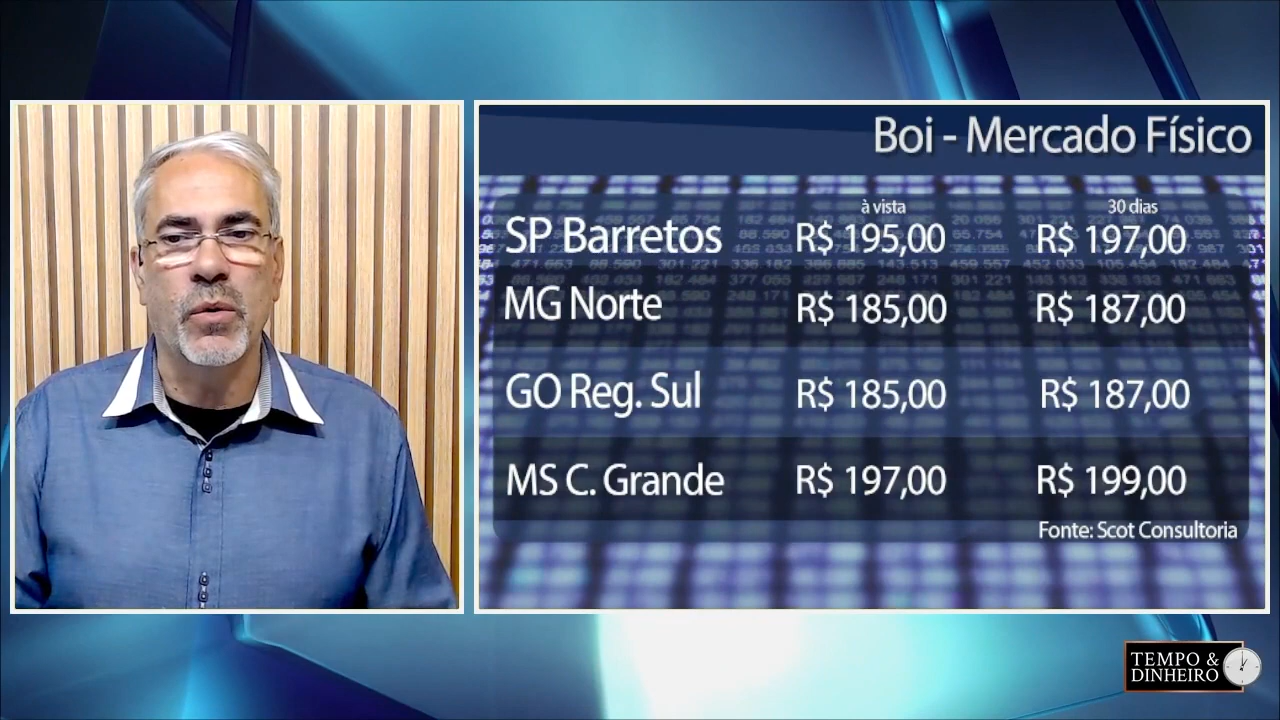 Boi - Mercado Físico
à vista 30 dias
SP Barretos R$ 195,00 R$ 197,00
MG Norte R$ 185,00 R$ 187,00
GO Reg. Sul R$ 185,00 R$ 187,00
MS C. Grande R$ 197,00 R$ 199,00
Fonte: Scot Consultoria
TEMPO &
DINHEIRO